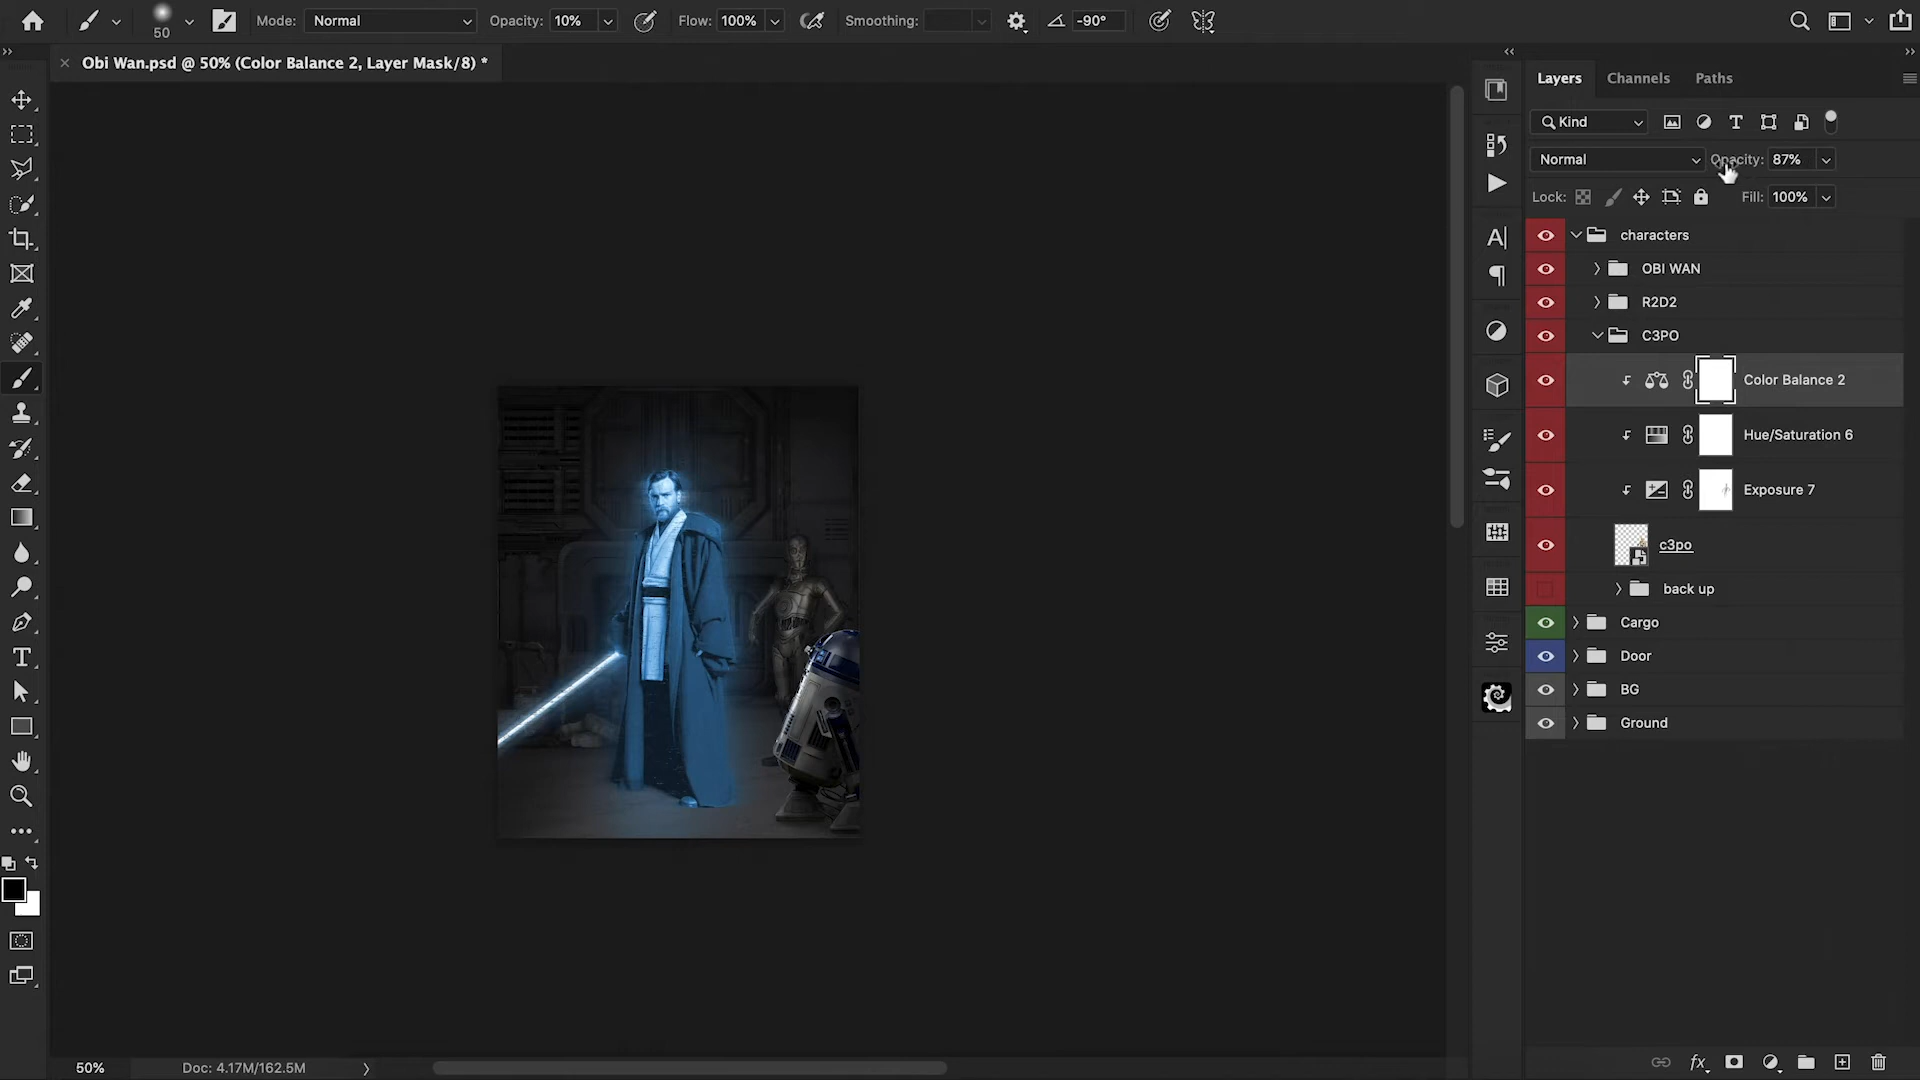 50
Mode: Normal
Opacity: 10%
Flow: 100%
Smoothing:
-90°
Obi Wan.psd @ 50% (Color Balance 2, Layer Mask/8) *
Layers
Channels
Paths
Kind
Normal
Opacity: 87%
Lock:
Fill: 100%
characters
OBI WAN
R2D2
C3PO
Color Balance 2
Hue/Saturation 6
Exposure 7
c3po
back up
Cargo
Door
BG
Ground
50%
Doc: 4.17M/162.5M